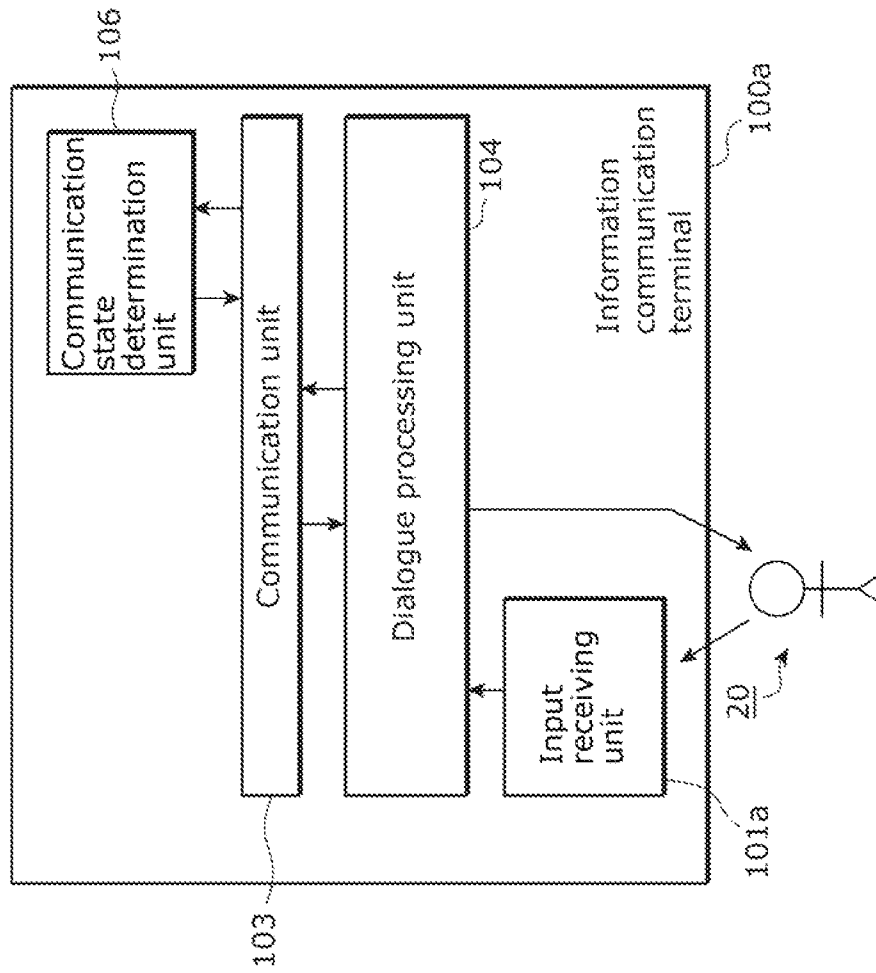 106
Communication
state
determination
unit
103
Communication unit
104
Dialogue processing unit
Input
receiving
unit
101a
Information
communication
terminal
100a
20